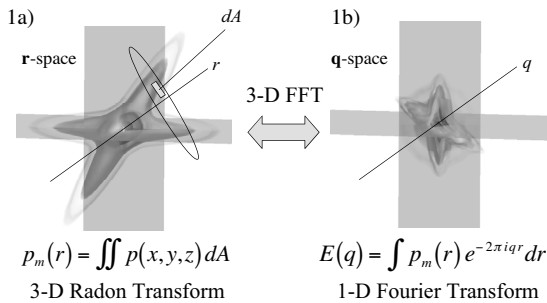 1a)
dA
r-space
r
3-D FFT
1b)
q-space
q
p_m(r) = ∬ p(x, y, z) dA
3-D Radon Transform
E(q) = ∫ p_m(r) e^{-2πiqr} dr
1-D Fourier Transform